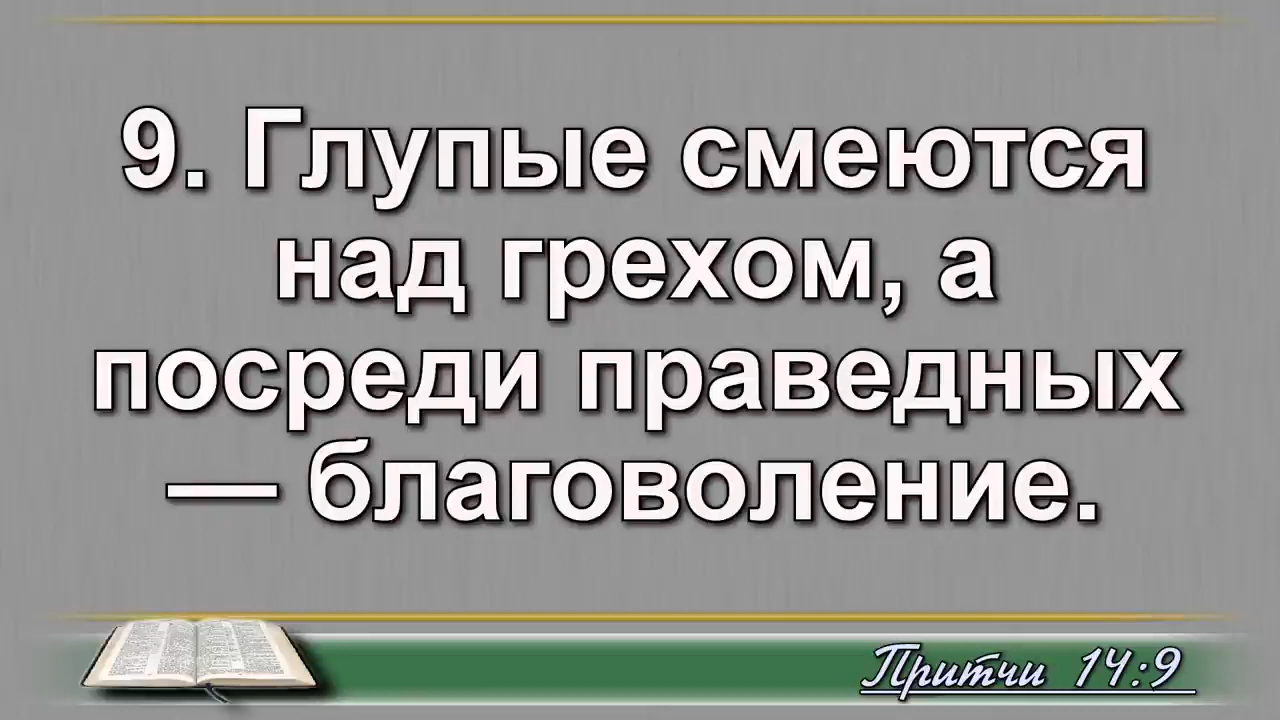 9. Глупые смеются
над грехом, а
посреди праведных
— благоволение.
Притчи 14:9